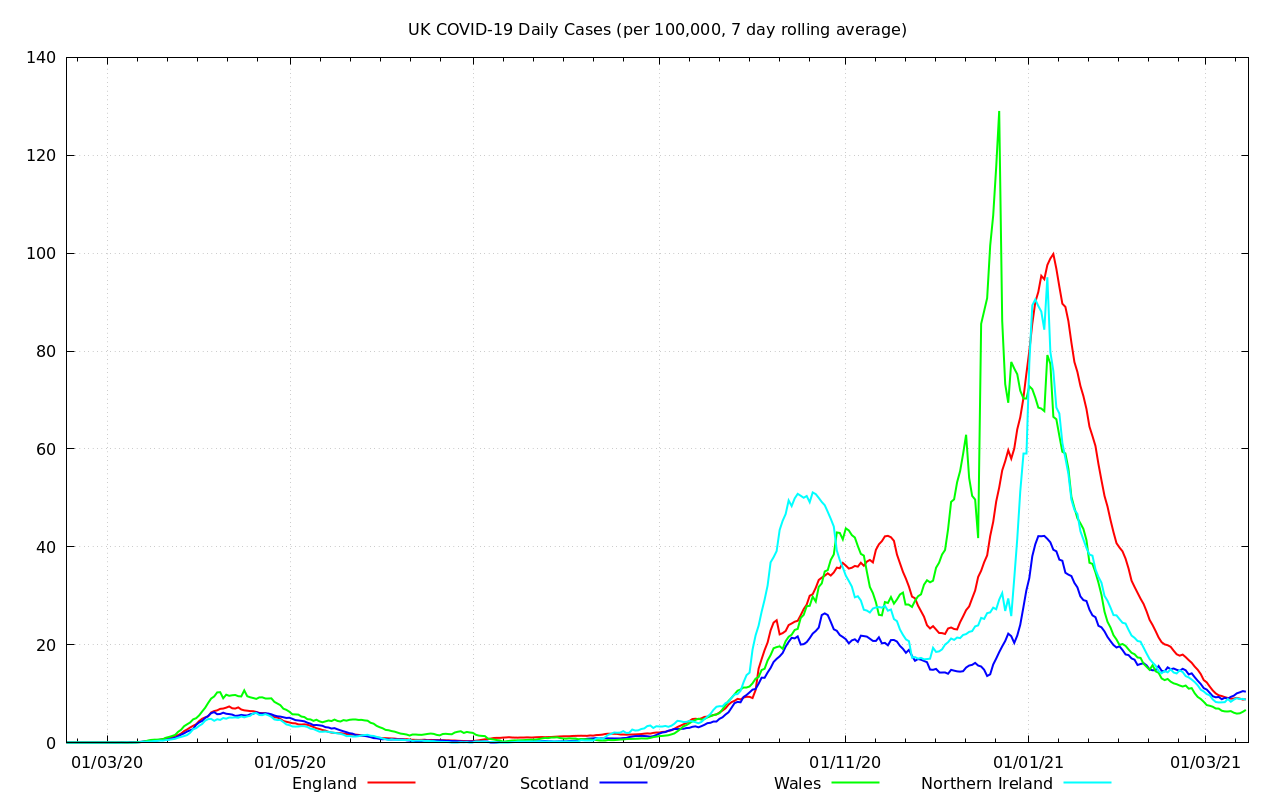 UK COVID-19 Daily Cases (per 100,000, 7 day rolling average)
140
120
100
80
60
40
20
0
01/03/20 01/05/20 01/07/20 01/09/20 01/11/20 01/01/21 01/03/21
England Scotland Wales Northern Ireland